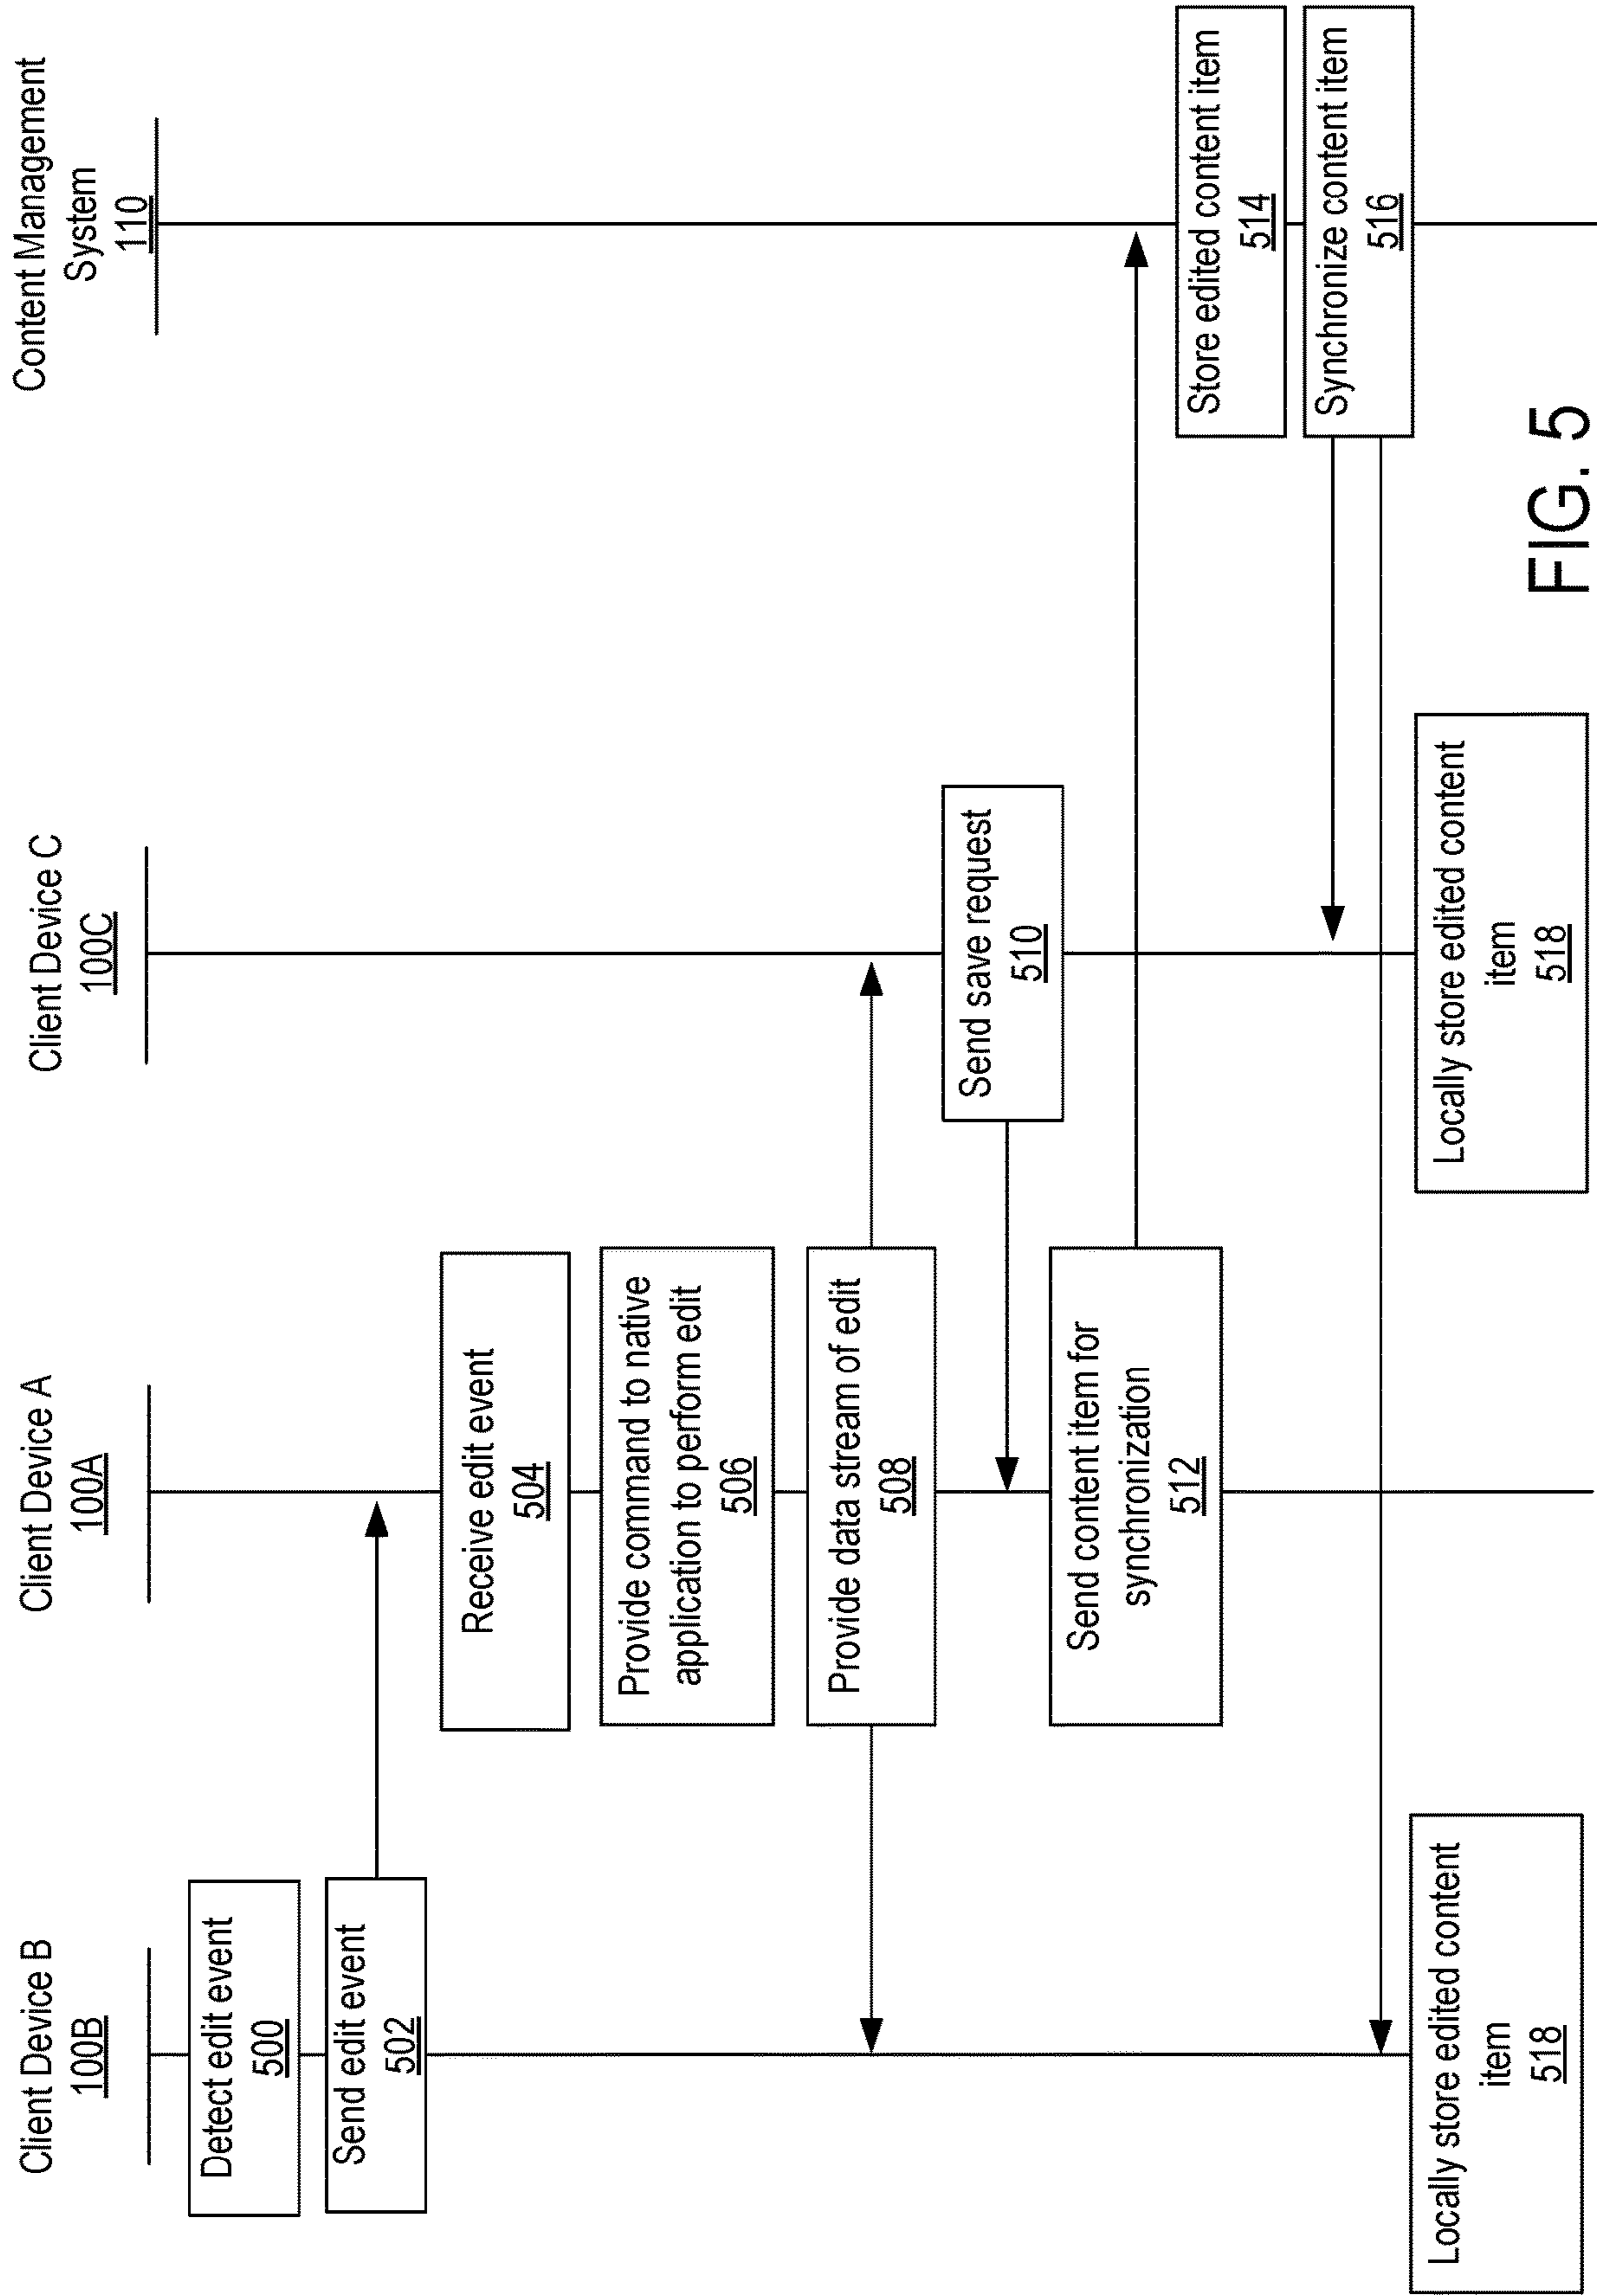 Client Device B
100B
Client Device A
100A
Client Device C
100C
Content Management
System
110
Detect edit event
500
Send edit event
502
Receive edit event
504
Provide command to native
application to perform edit
506
Provide data stream of edit
508
Send save request
510
Send content item for
synchronization
512
Store edited content item
514
Synchronize content item
516
Locally store edited content
item
518
Locally store edited content
item
518
FIG. 5